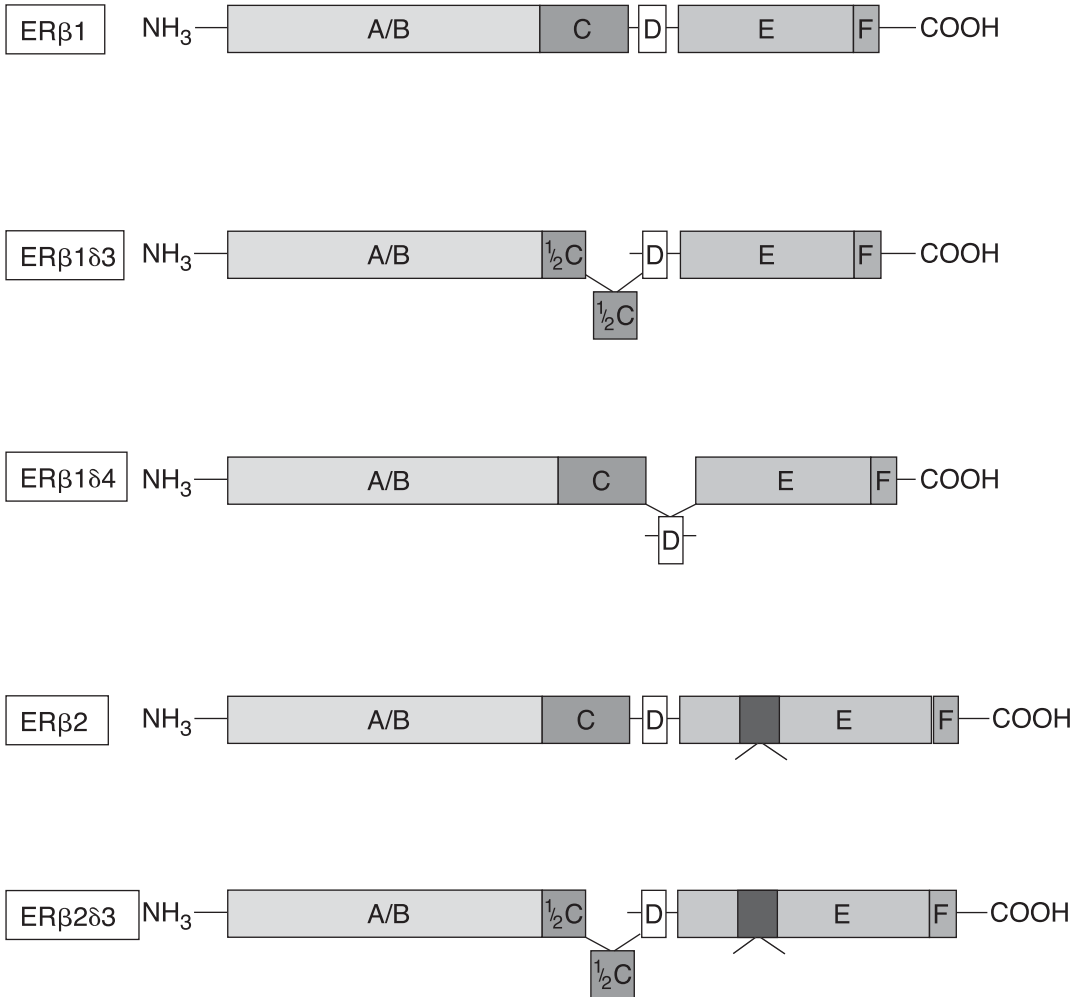 ERβ1 NH3 A/B C D E F COOH
ERβ1δ3 NH3 A/B ½C D E F COOH
½C
ERβ1δ4 NH3 A/B C E F COOH
D
ERβ2 NH3 A/B C D E F COOH
ERβ2δ3 NH3 A/B ½C D E F COOH
½C